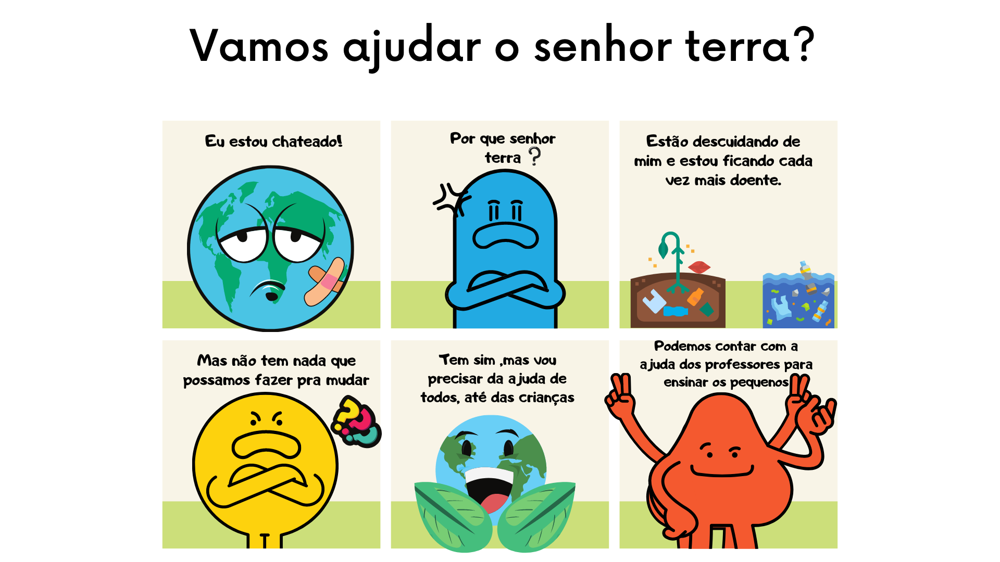 Vamos ajudar o senhor terra?
Eu estou chateado!
Por que senhor
terra ?
Estão descuidando de
mim e estou ficando cada
vez mais doente.
Mas não tem nada que
possamos fazer pra mudar
???
Tem sim ,mas vou
precisar da ajuda de
todos, até das crianças
Podemos contar com a
ajuda dos professores para
ensinar os pequenos